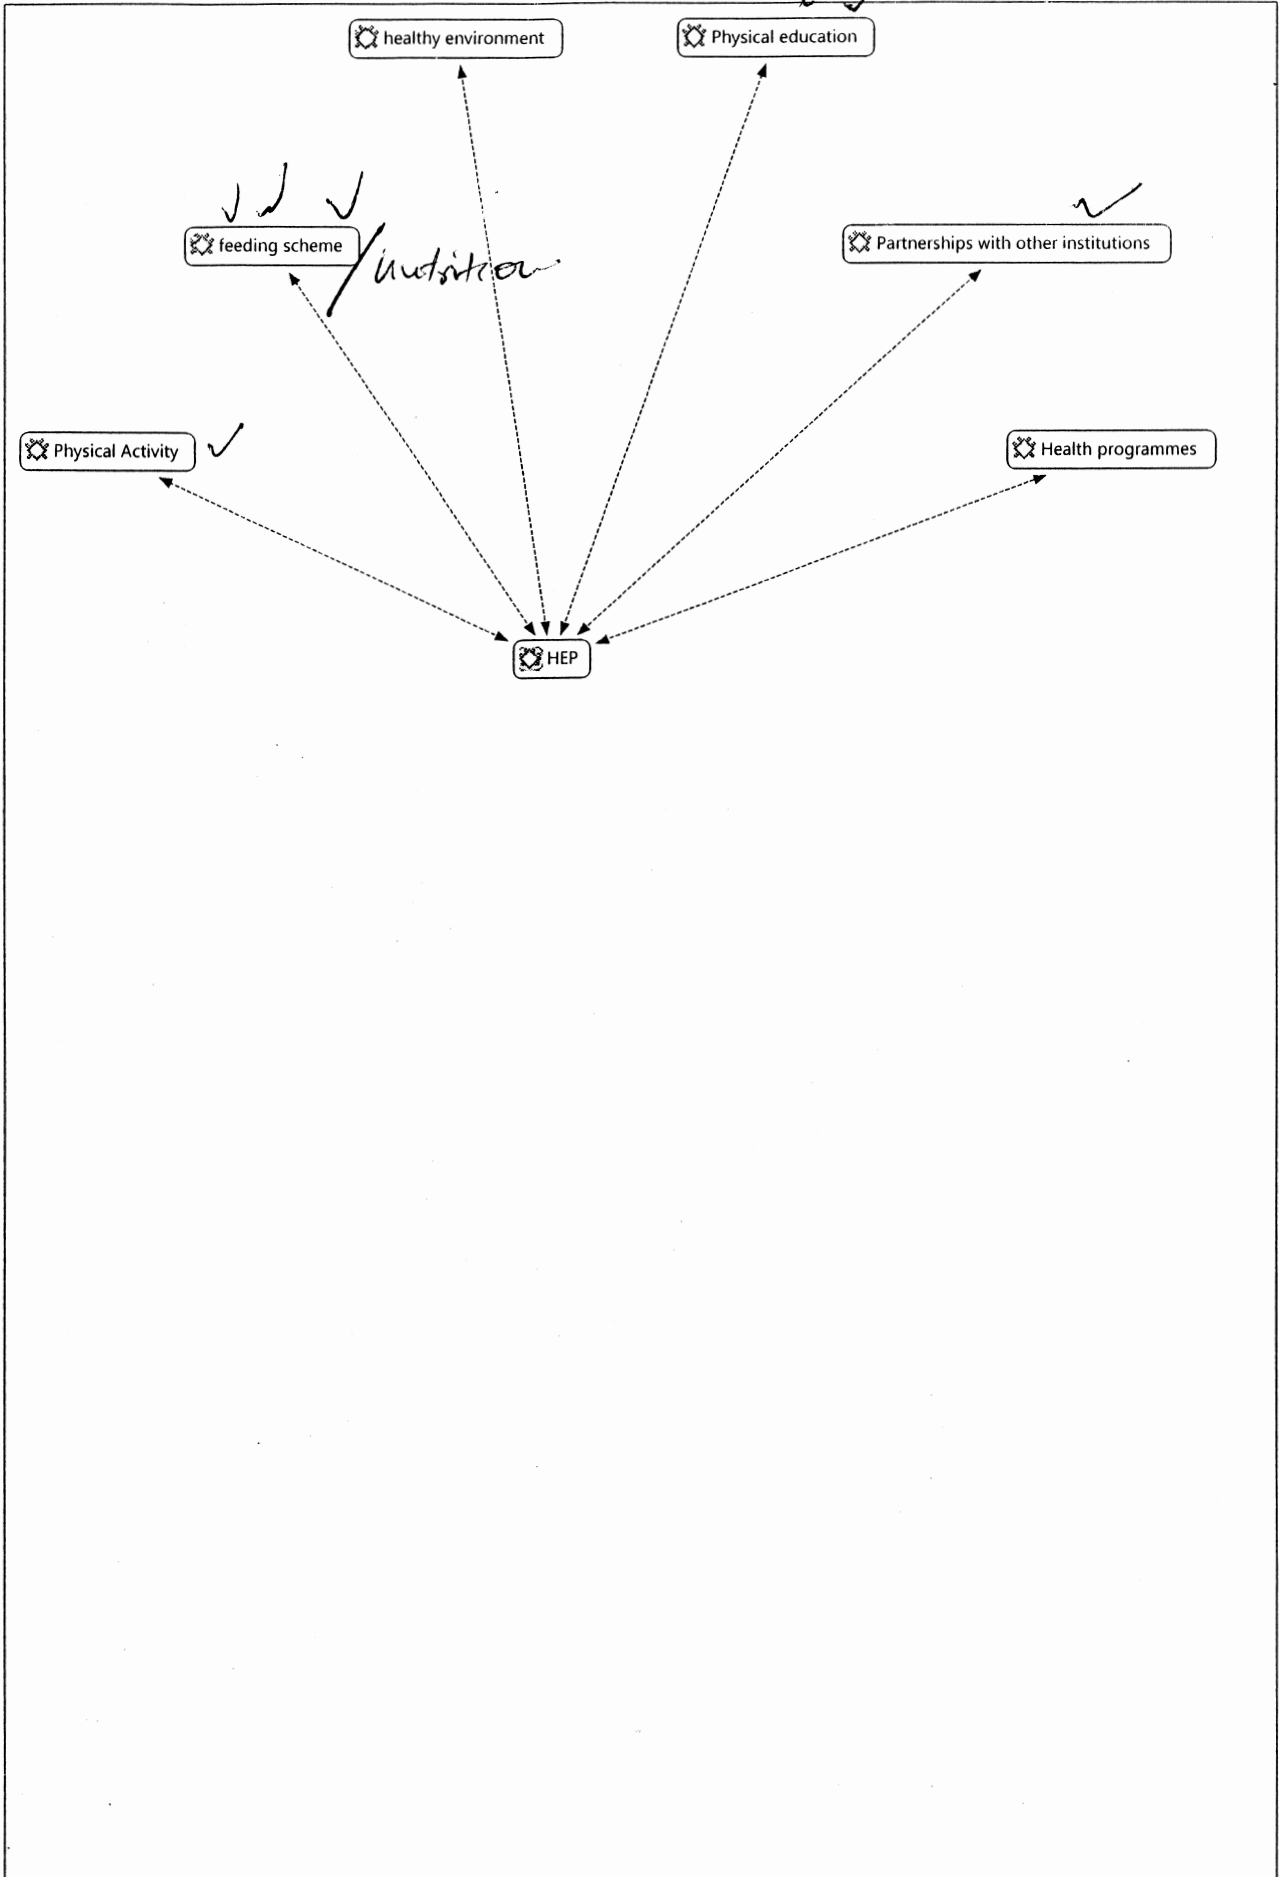 healthy environment
Physical education
feeding scheme
/nutrition
Partnerships with other institutions
Physical Activity
Health programmes
HEP